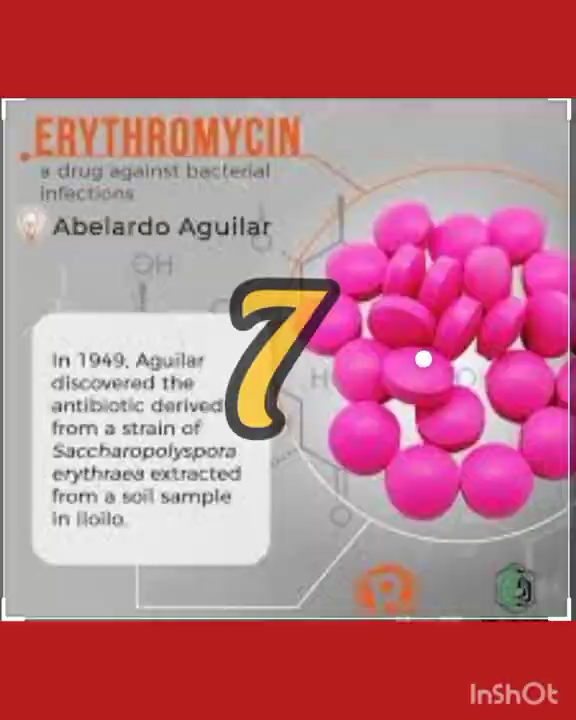 ERYTHROMYCIN
a drug against bacterial
infections
Abelardo Aguilar
OH
7
In 1949, Aguilar
discovered the
antibiotic derived
from a strain of
Saccharopolyspora
erythraea extracted
from a soil sample
in Iloilo.
H
O
O
InShOt